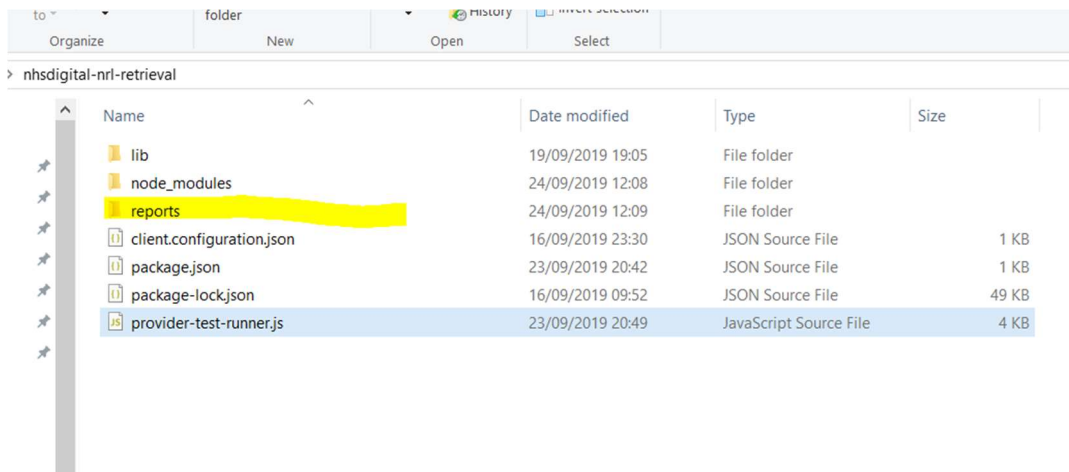 to
folder
History
Invert selection
Organize New Open Select
nhsdigital-nrl-retrieval
Name Date modified Type Size
lib 19/09/2019 19:05 File folder
node_modules 24/09/2019 12:08 File folder
reports 24/09/2019 12:09 File folder
client.configuration.json 16/09/2019 23:30 JSON Source File 1 KB
package.json 23/09/2019 20:42 JSON Source File 1 KB
package-lock.json 16/09/2019 09:52 JSON Source File 49 KB
provider-test-runner.js 23/09/2019 20:49 JavaScript Source File 4 KB